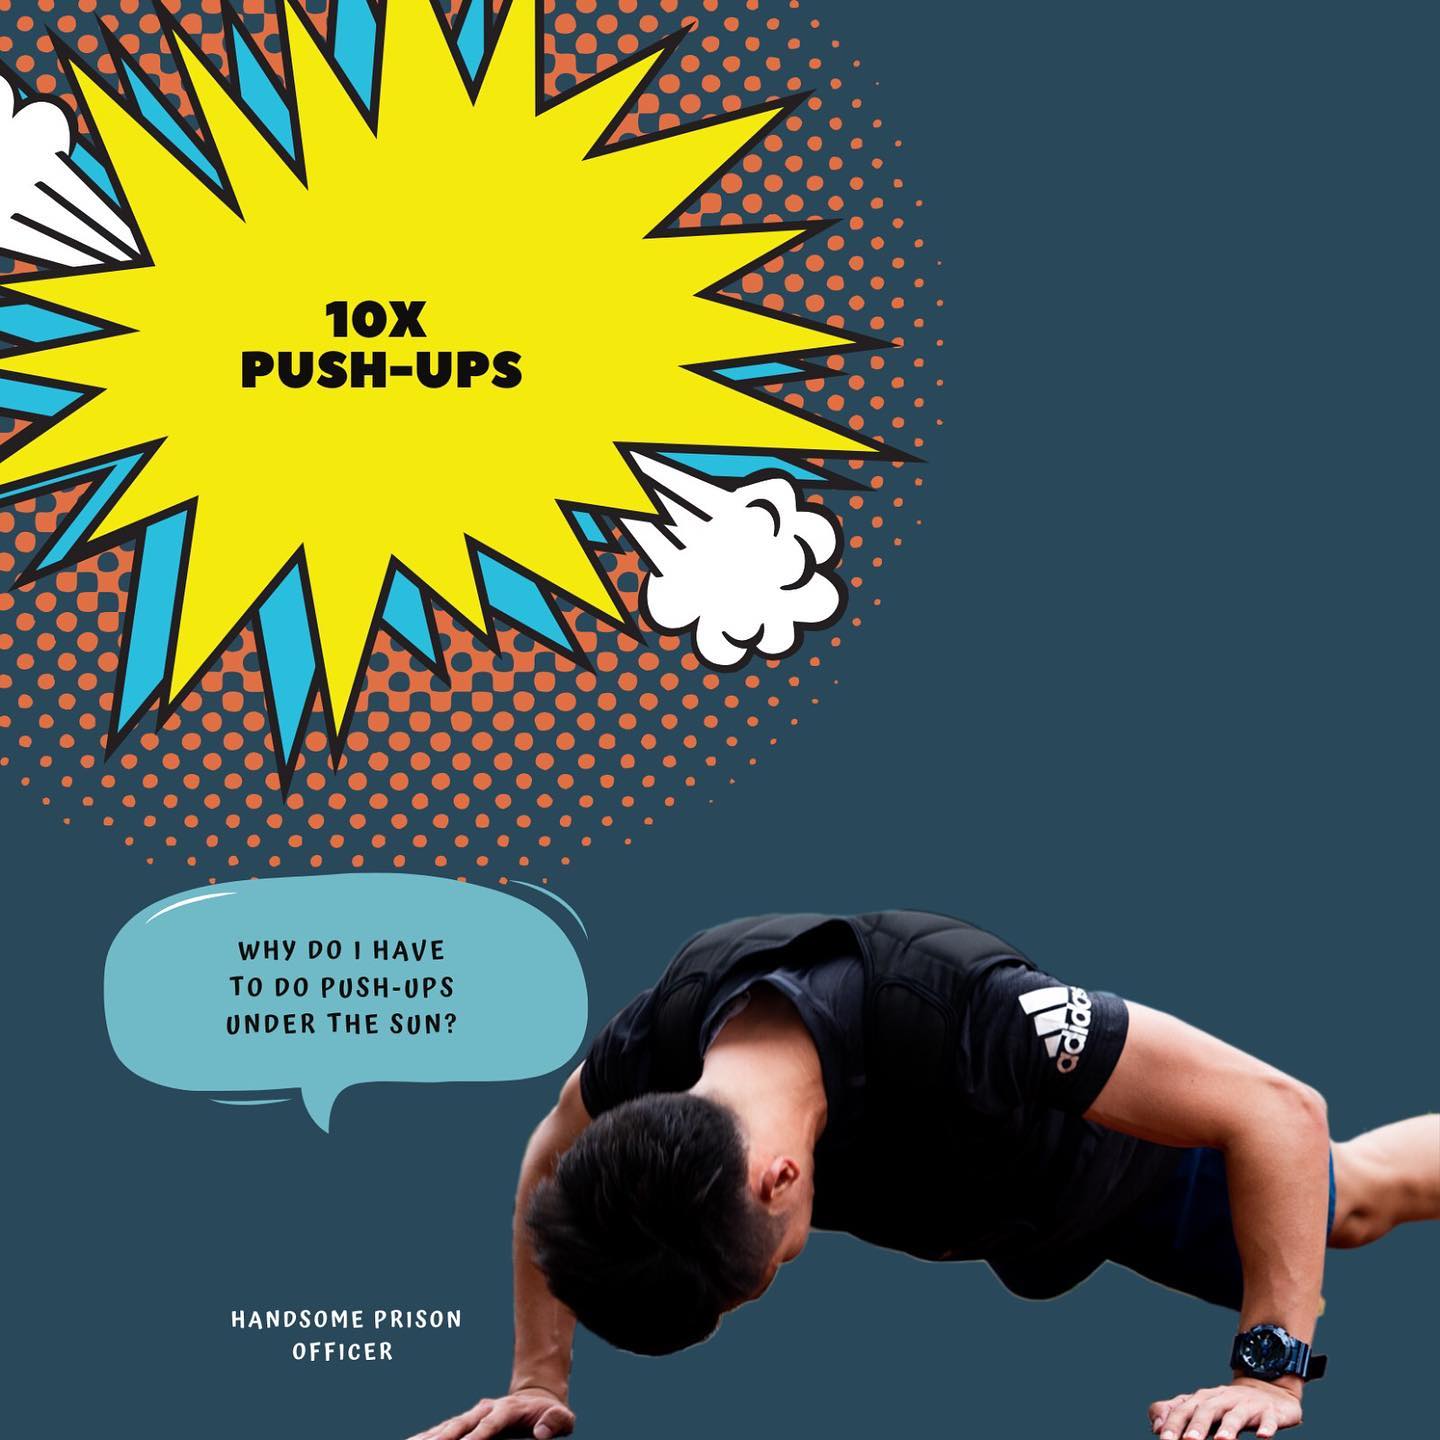 10X
PUSH-UPS
WHY DO I HAVE
TO DO PUSH-UPS
UNDER THE SUN?
adidas
HANDSOME PRISON
OFFICER